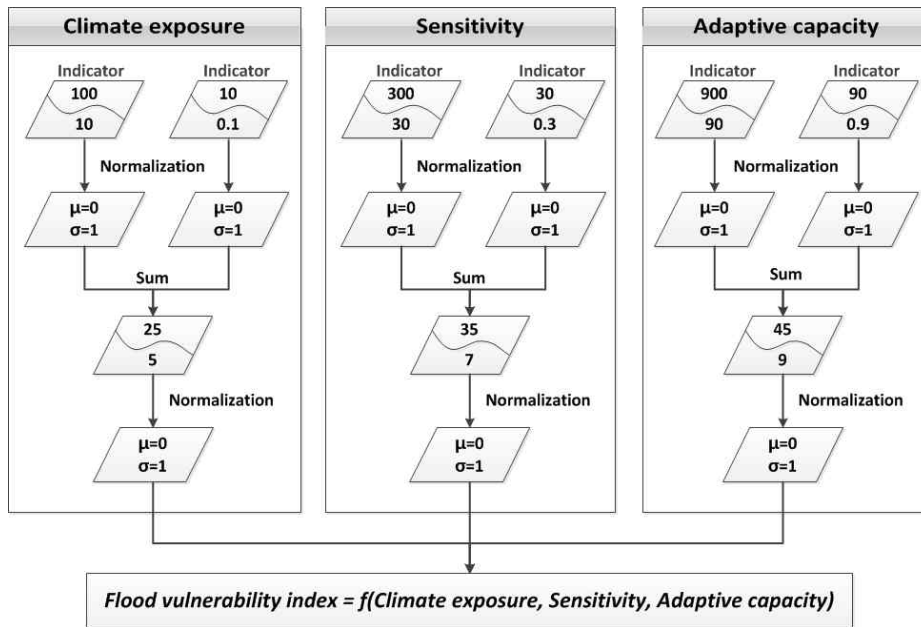 Climate exposure
Indicator
Indicator
100
10
10
0.1
Normalization
μ=0
σ=1
μ=0
σ=1
Sum
25
5
Normalization
μ=0
σ=1
Sensitivity
Indicator
Indicator
300
30
30
0.3
Normalization
μ=0
σ=1
μ=0
σ=1
Sum
35
7
Normalization
μ=0
σ=1
Adaptive capacity
Indicator
Indicator
900
90
90
0.9
Normalization
μ=0
σ=1
μ=0
σ=1
Sum
45
9
Normalization
μ=0
σ=1
Flood vulnerability index = f(Climate exposure, Sensitivity, Adaptive capacity)